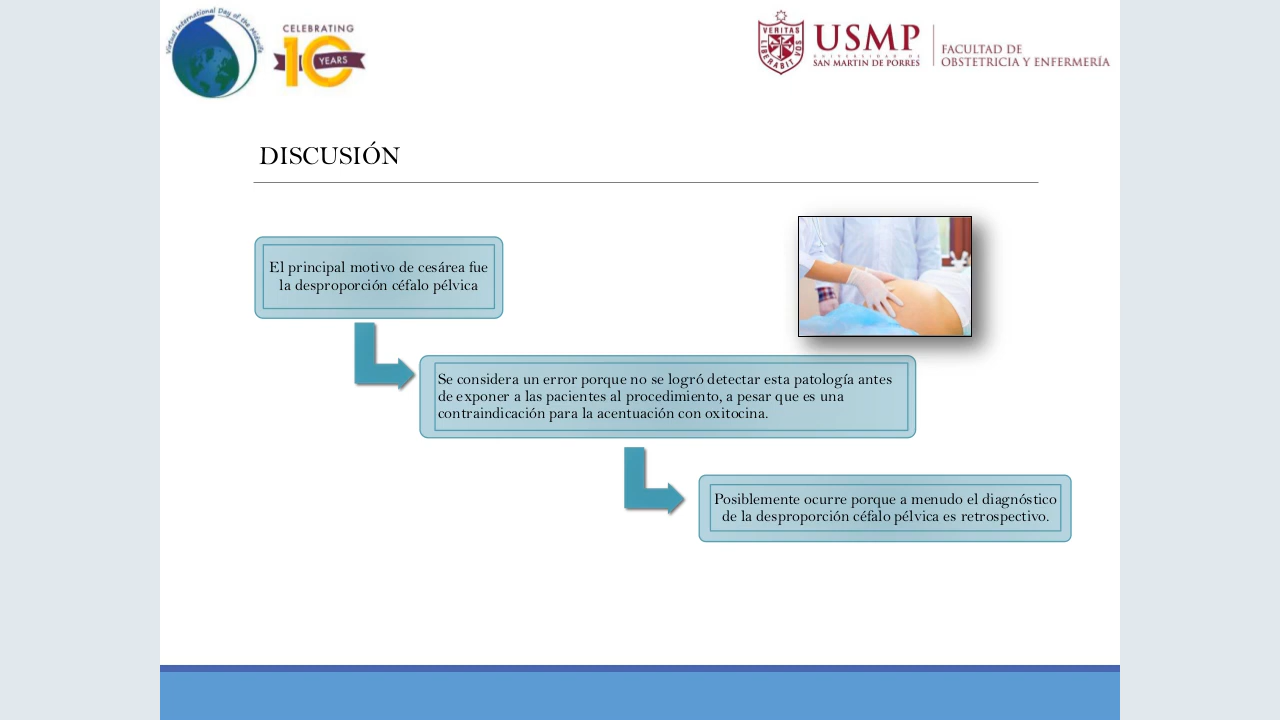 Virtual International Day of the Midwife
CELEBRATING
10
YEARS
VERITAS
LIBERABIT VOS
USMP
UNIVERSIDAD DE
SAN MARTIN DE PORRES
FACULTAD DE
OBSTETRICIA Y ENFERMERÍA
DISCUSIÓN
El principal motivo de cesárea fue
la desproporción céfalo pélvica
Se considera un error porque no se logró detectar esta patología antes
de exponer a las pacientes al procedimiento, a pesar que es una
contraindicación para la acentuación con oxitocina.
Posiblemente ocurre porque a menudo el diagnóstico
de la desproporción céfalo pélvica es retrospectivo.